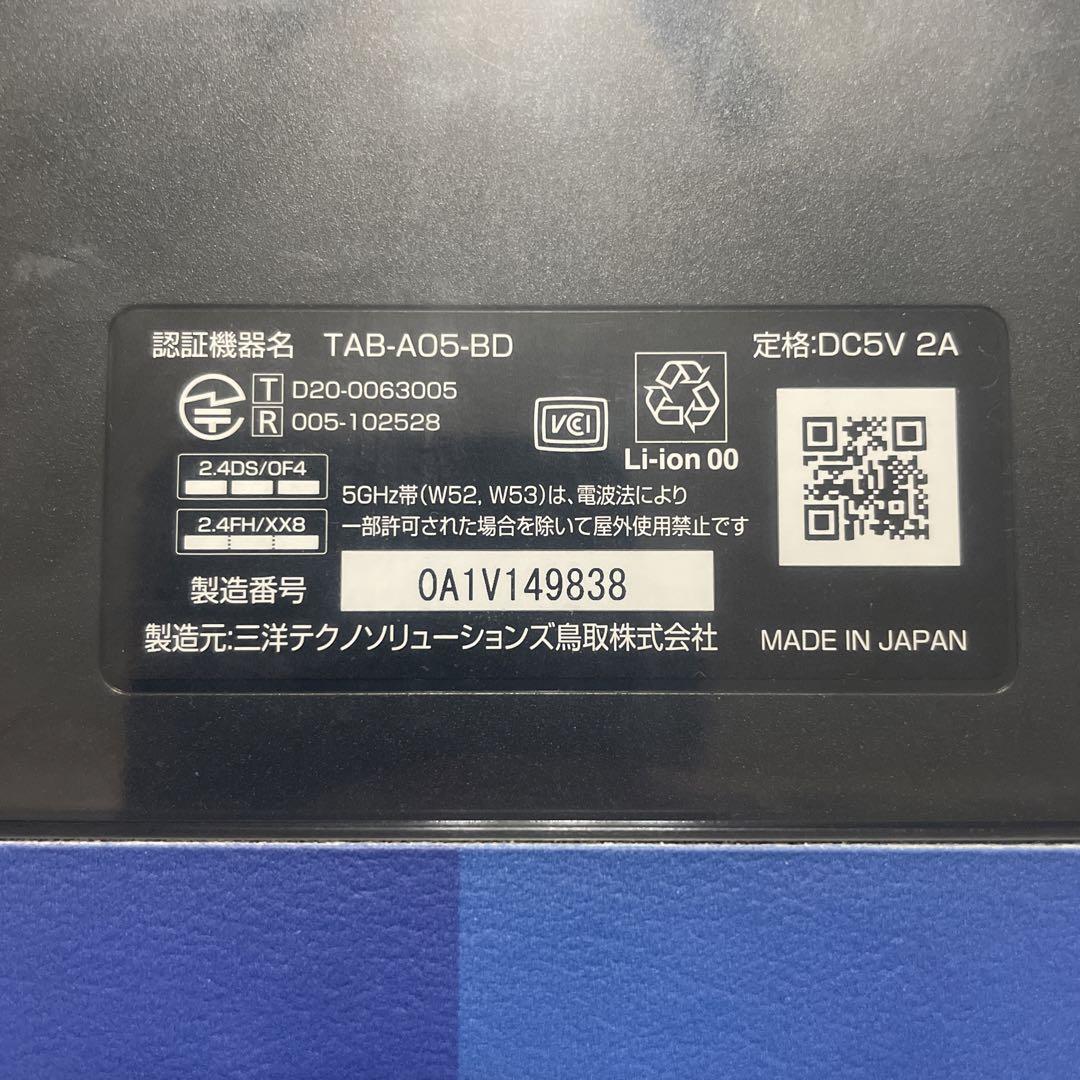 認証機器名 TAB-A05-BD
定格:DC5V 2A
T D20-0063005
R 005-102528
VCI
Li-ion 00
2.4DS/OF4
2.4FH/XX8
5GHz帯(W52, W53)は、電波法により
一部許可された場合を除いて屋外使用禁止です
製造番号 0A1V149838
製造元:三洋テクノソリューションズ鳥取株式会社
MADE IN JAPAN